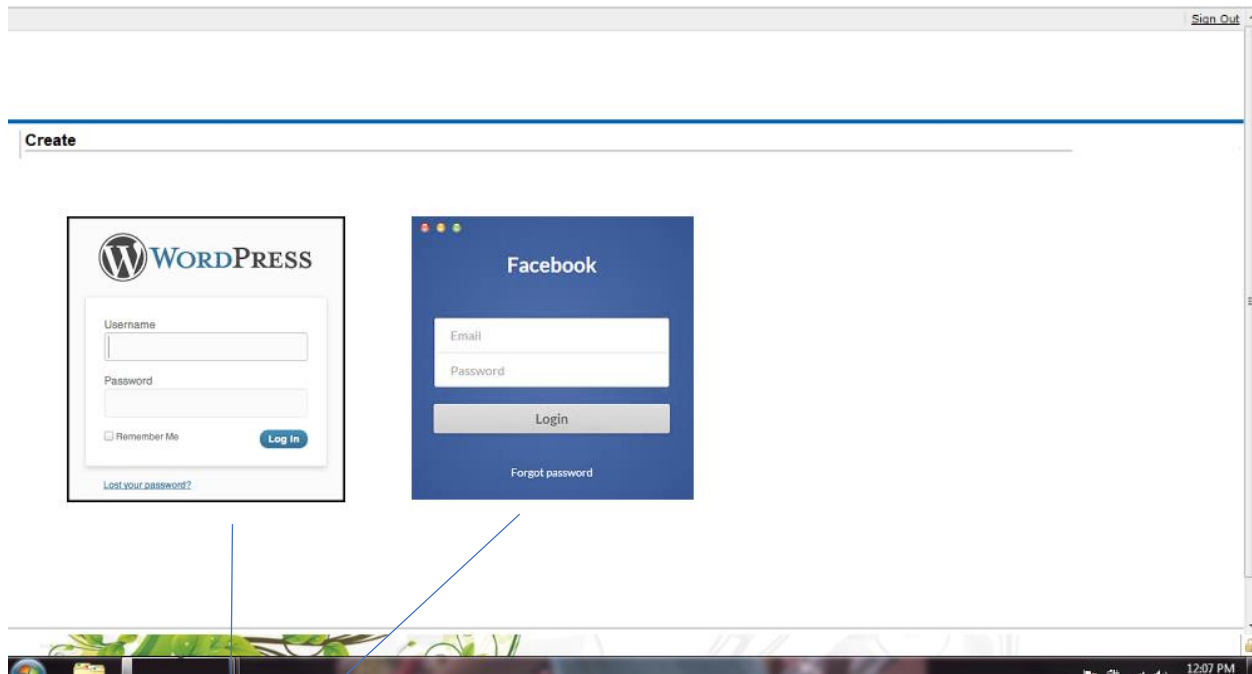 Sign Out
Create
WORDPRESS
Username
Password
Remember Me
Log In
Lost your password?
Facebook
Email
Password
Login
Forgot password
12:07 PM